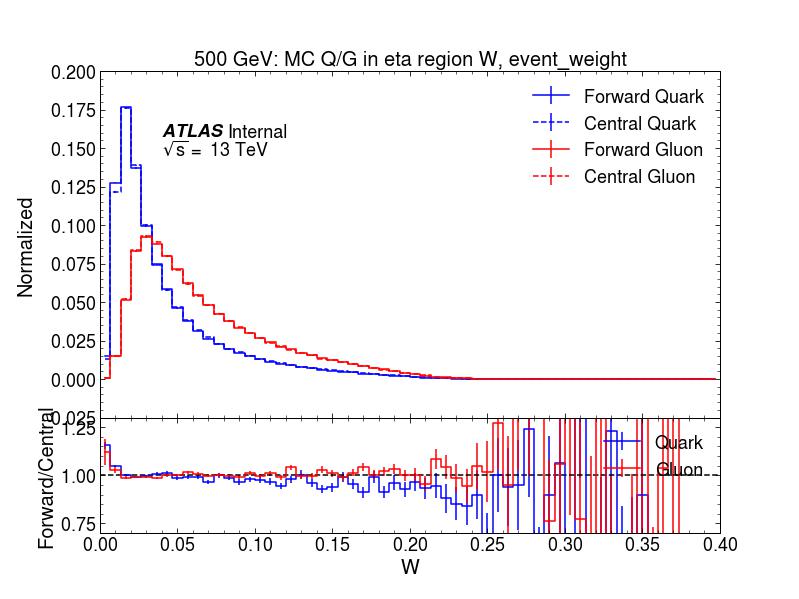 500 GeV: MC Q/G in eta region W, event_weight
0.200
0.175
0.150
0.125
0.100
0.075
0.050
0.025
0.000
0.025
Normalized
ATLAS Internal
√s = 13 TeV
Forward Quark
Central Quark
Forward Gluon
Central Gluon
1.25
1.00
0.75
Forward/Central
Quark
Gluon
0.00 0.05 0.10 0.15 0.20 0.25 0.30 0.35 0.40
W